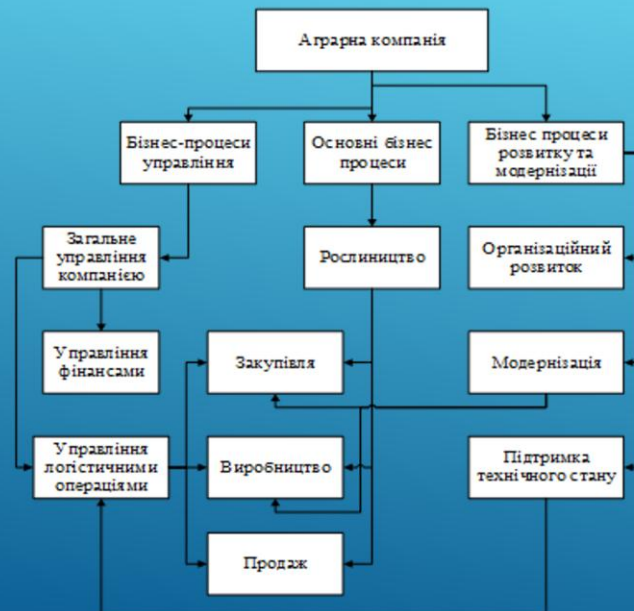 Аграрна компанія
Бізнес-процеси
управління
Основні бізнес
процеси
Бізнес процеси
розвитку та
модернізації
Загальне
управління
компанією
Рослиництво
Організаційний
розвиток
Управління
фінансами
Закупівля
Модернізація
Управління
логістичними
операціями
Виробництво
Підтримка
технічного стану
Продаж